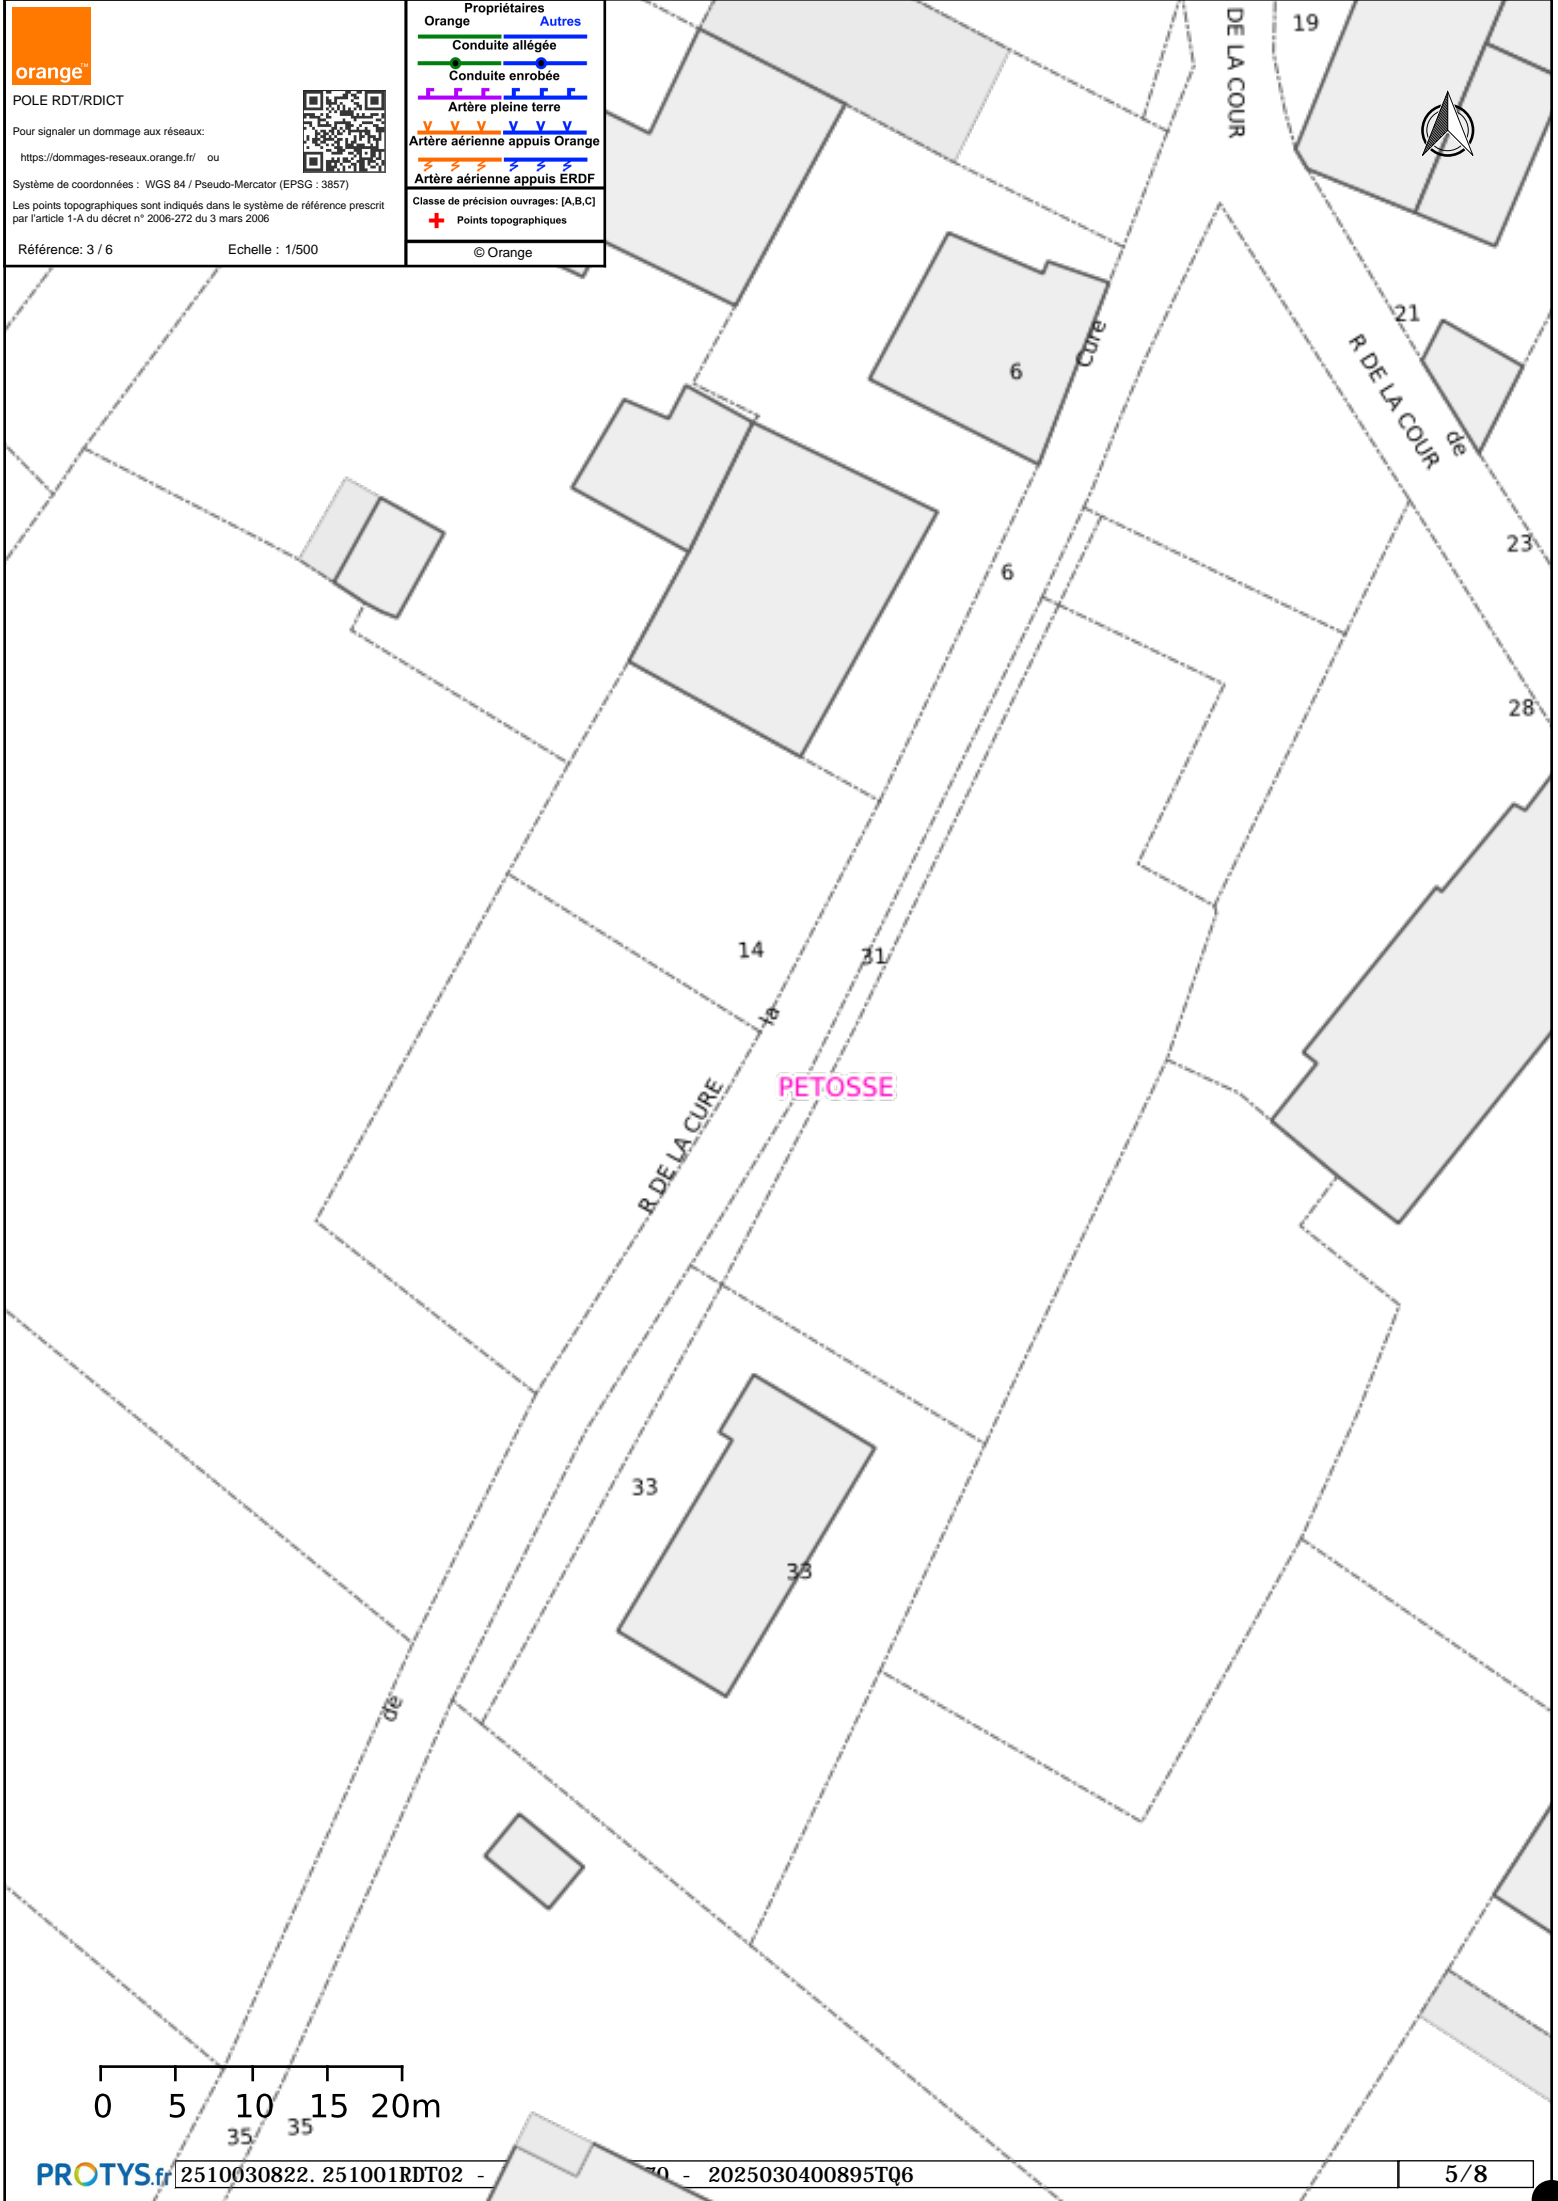 orange™
POLE RDT/RDICT
Pour signaler un dommage aux réseaux:
https://dommages-reseaux.orange.fr/ ou
Système de coordonnées : WGS 84 / Pseudo-Mercator (EPSG : 3857)
Les points topographiques sont indiqués dans le système de référence prescrit
par l'article 1-A du décret n° 2006-272 du 3 mars 2006
Référence: 3 / 6 Echelle : 1/500
Propriétaires
Orange Autres
Conduite allégée
Conduite enrobée
Artère pleine terre
Artère aérienne appuis Orange
Artère aérienne appuis ERDF
Classe de précision ouvrages: [A,B,C]
Points topographiques
© Orange
DE LA COUR
19
21
R DE LA COUR
de
Cure
6
23
6
28
14
31
la
PETOSSE
R DE LA CURE
33
33
de
0 5 10 15 20m
35
35
PROTYS.fr
2510030822.251001RDT02 -
- 2025030400895TQ6
5/8